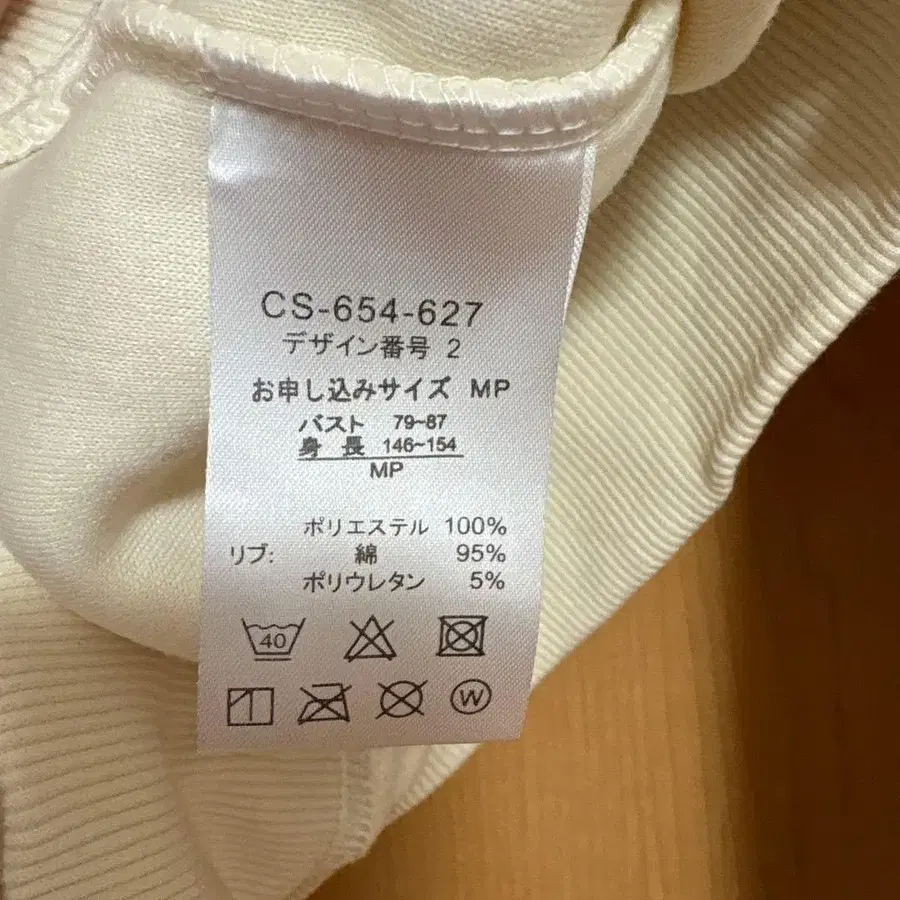 CS-654-627
デザイン番号 2
お申し込みサイズ MP
バスト 79~87
身 長 146~154
MP
ポリエステル 100%
リブ: 綿 95%
ポリウレタン 5%
40
W